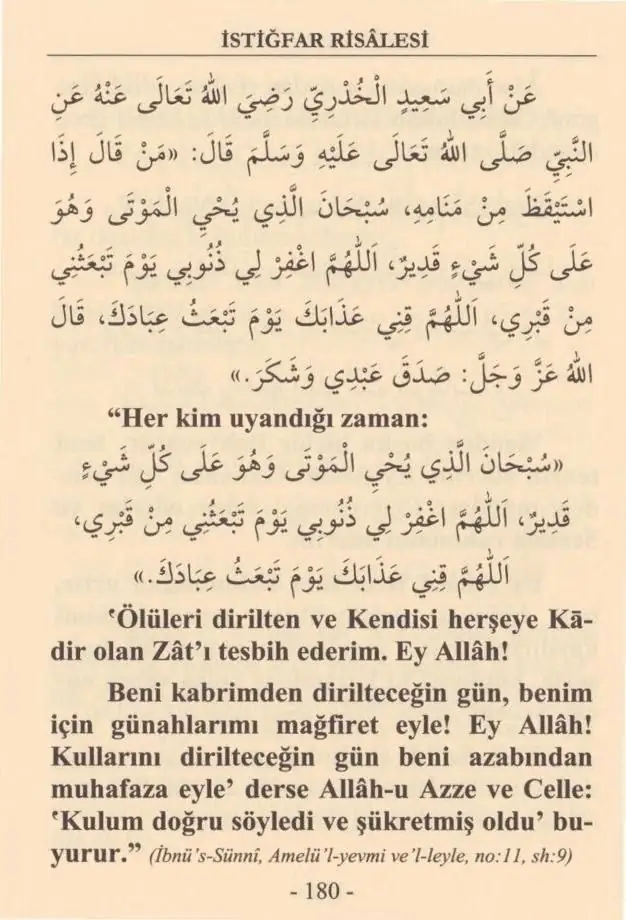 İSTİĞFAR RİSÂLESİ
عَنْ أَبِي سَعِيدٍ الْخُدْرِيِّ رَضِيَ اللهُ تَعَالَى عَنْهُ عَنِ
النَّبِيِّ صَلَّى اللهُ تَعَالَى عَلَيْهِ وَسَلَّمَ قَالَ: «مَنْ قَالَ إِذَا
اسْتَيْقَظَ مِنْ مَنَامِهِ، سُبْحَانَ الَّذِي يُحْيِ الْمَوْتَى وَهُوَ
عَلَى كُلِّ شَيْءٍ قَدِيرٌ، اَللّٰهُمَّ اغْفِرْ لِي ذُنُوبِي يَوْمَ تَبْعَثُنِي
مِنْ قَبْرِي، اَللّٰهُمَّ قِنِي عَذَابَكَ يَوْمَ تَبْعَثُ عِبَادَكَ، قَالَ
اللهُ عَزَّ وَجَلَّ: صَدَقَ عَبْدِي وَشَكَرَ.»
“Her kim uyandığı zaman:
«سُبْحَانَ الَّذِي يُحْيِ الْمَوْتَى وَهُوَ عَلَى كُلِّ شَيْءٍ
قَدِيرٌ، اَللّٰهُمَّ اغْفِرْ لِي ذُنُوبِي يَوْمَ تَبْعَثُنِي مِنْ قَبْرِي،
اَللّٰهُمَّ قِنِي عَذَابَكَ يَوْمَ تَبْعَثُ عِبَادَكَ.»
‘Ölüleri dirilten ve Kendisi herşeye Kā-
dir olan Zât’ı tesbih ederim. Ey Allâh!
Beni kabrimden dirilteceğin gün, benim
için günahlarımı mağfiret eyle! Ey Allâh!
Kullarını dirilteceğin gün beni azabından
muhafaza eyle’ derse Allâh-u Azze ve Celle:
‘Kulum doğru söyledi ve şükretmiş oldu’ bu-
yurur.” (İbnü’s-Sünnî, Amelü’l-yevmi ve’l-leyle, no:11, sh:9)
- 180 -